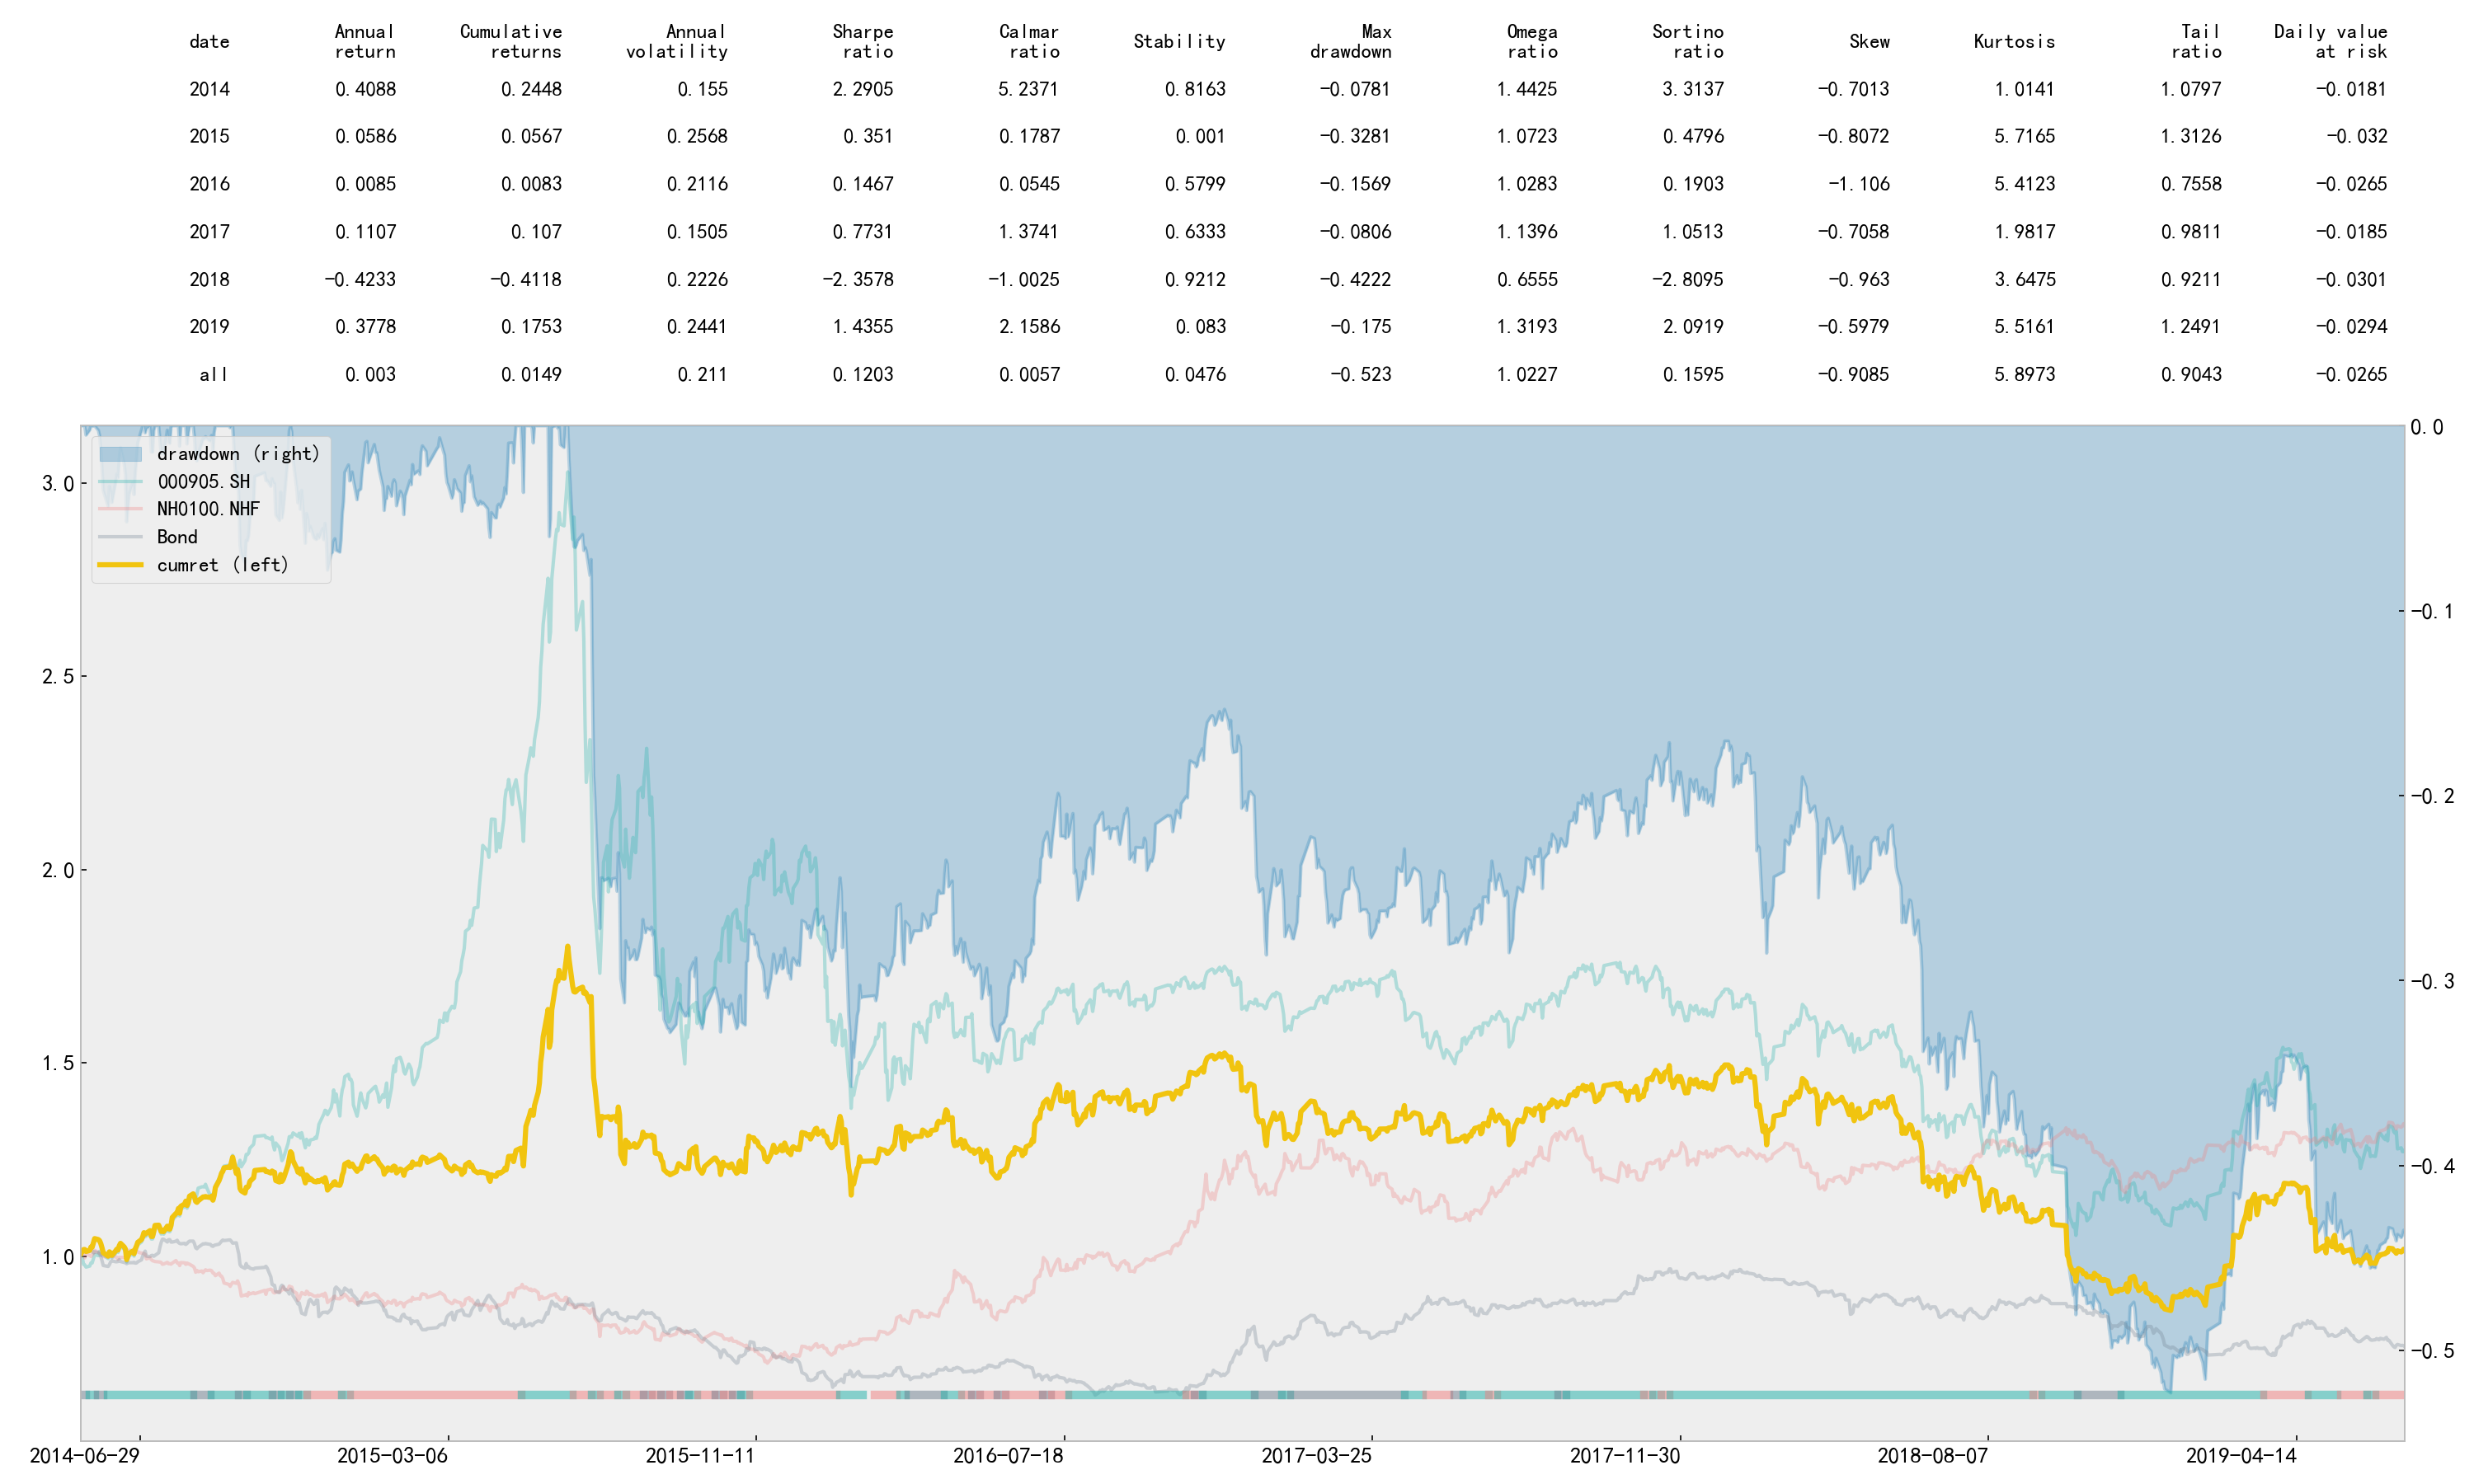 date Annual return Cumulative returns Annual volatility Sharpe ratio Calmar ratio Stability Max drawdown Omega ratio Sortino ratio Skew Kurtosis Tail ratio Daily value at risk
2014 0.4088 0.2448 0.155 2.2905 5.2371 0.8163 -0.0781 1.4425 3.3137 -0.7013 1.0141 1.0797 -0.0181
2015 0.0586 0.0567 0.2568 0.351 0.1787 0.001 -0.3281 1.0723 0.4796 -0.8072 5.7165 1.3126 -0.032
2016 0.0085 0.0083 0.2116 0.1467 0.0545 0.5799 -0.1569 1.0283 0.1903 -1.106 5.4123 0.7558 -0.0265
2017 0.1107 0.107 0.1505 0.7731 1.3741 0.6333 -0.0806 1.1396 1.0513 -0.7058 1.9817 0.9811 -0.0185
2018 -0.4233 -0.4118 0.2226 -2.3578 -1.0025 0.9212 -0.4222 0.6555 -2.8095 -0.963 3.6475 0.9211 -0.0301
2019 0.3778 0.1753 0.2441 1.4355 2.1586 0.083 -0.175 1.3193 2.0919 -0.5979 5.5161 1.2491 -0.0294
all 0.003 0.0149 0.211 0.1203 0.0057 0.0476 -0.523 1.0227 0.1595 -0.9085 5.8973 0.9043 -0.0265
drawdown (right)
000905.SH
NH0100.NHF
Bond
cumret (left)
3.0
2.5
2.0
1.5
1.0
0.0
-0.1
-0.2
-0.3
-0.4
-0.5
2014-06-29 2015-03-06 2015-11-11 2016-07-18 2017-03-25 2017-11-30 2018-08-07 2019-04-14